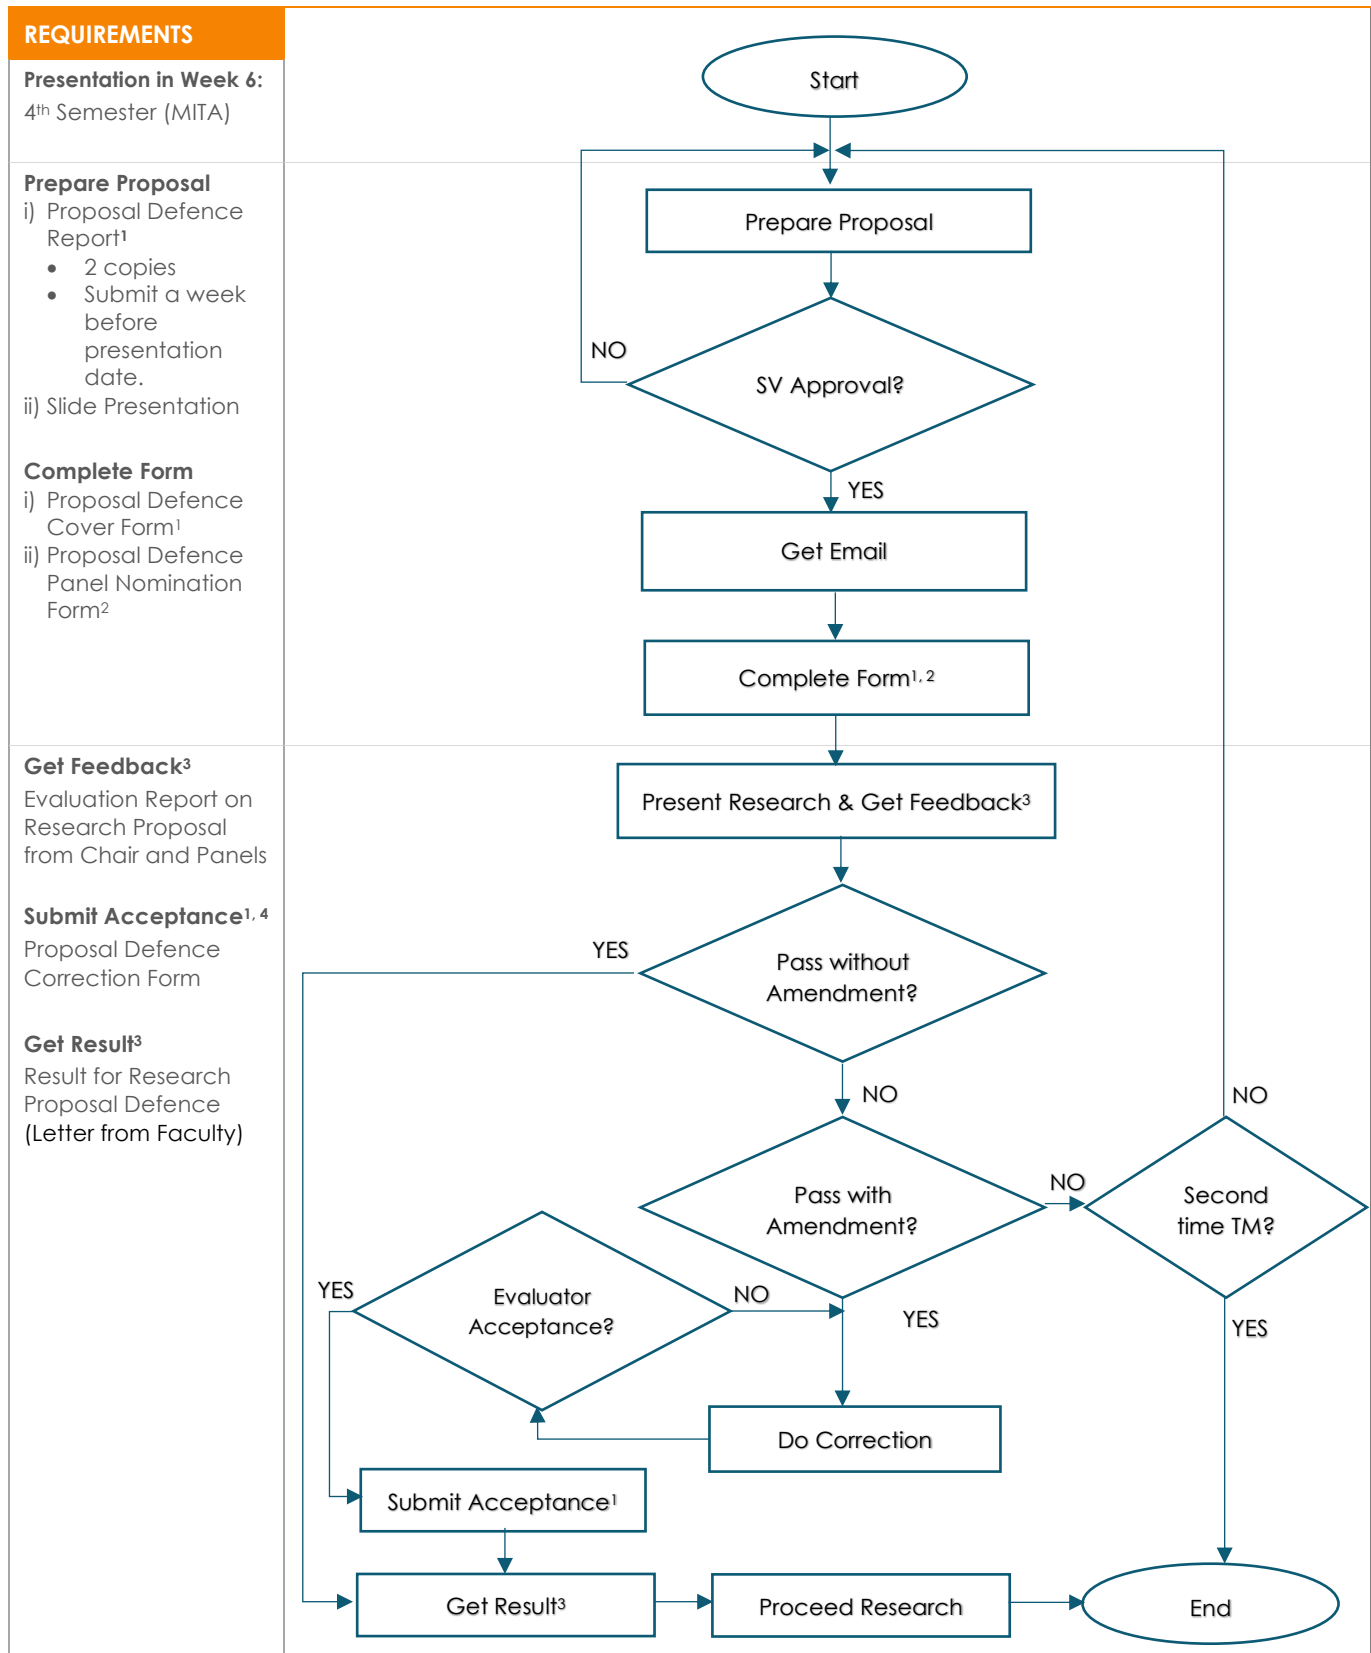 REQUIREMENTS
Presentation in Week 6:
4th Semester (MITA)
Prepare Proposal
i) Proposal Defence
Report1
• 2 copies
• Submit a week
before
presentation
date.
ii) Slide Presentation
Complete Form
i) Proposal Defence
Cover Form1
ii) Proposal Defence
Panel Nomination
Form2
Get Feedback3
Evaluation Report on
Research Proposal
from Chair and Panels
Submit Acceptance1, 4
Proposal Defence
Correction Form
Get Result3
Result for Research
Proposal Defence
(Letter from Faculty)
Start
Prepare Proposal
NO
SV Approval?
YES
Get Email
Complete Form1, 2
Present Research & Get Feedback3
YES
Pass without
Amendment?
NO
NO
Pass with
Amendment?
NO
Second
time TM?
YES
Evaluator
Acceptance?
NO
YES
YES
Do Correction
Submit Acceptance1
Get Result3
Proceed Research
End